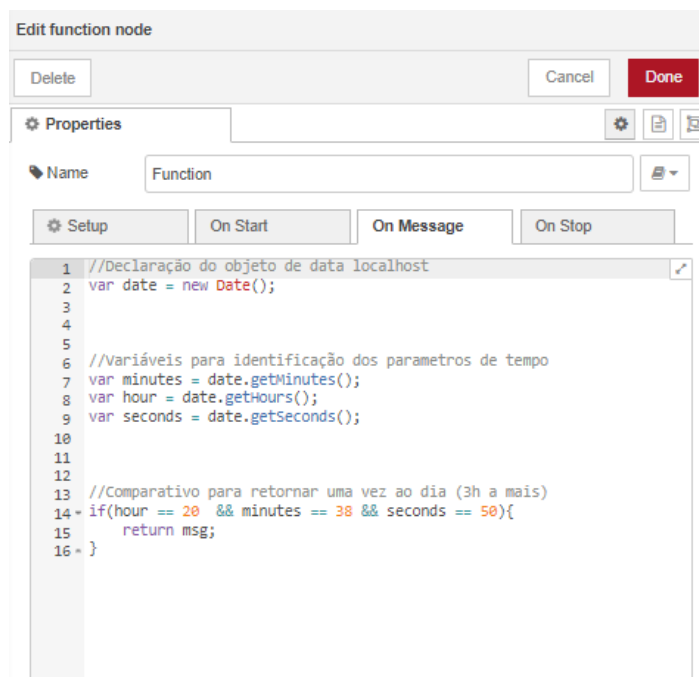 Edit function node
Delete
Cancel
Done
Properties
Name
Function
Setup
On Start
On Message
On Stop
1 //Declaração do objeto de data localhost
2 var date = new Date();
3
4
5
6 //Variáveis para identificação dos parametros de tempo
7 var minutes = date.getMinutes();
8 var hour = date.getHours();
9 var seconds = date.getSeconds();
10
11
12
13 //Comparativo para retornar uma vez ao dia (3h a mais)
14 if(hour == 20  && minutes == 38 && seconds == 50){
15     return msg;
16 }